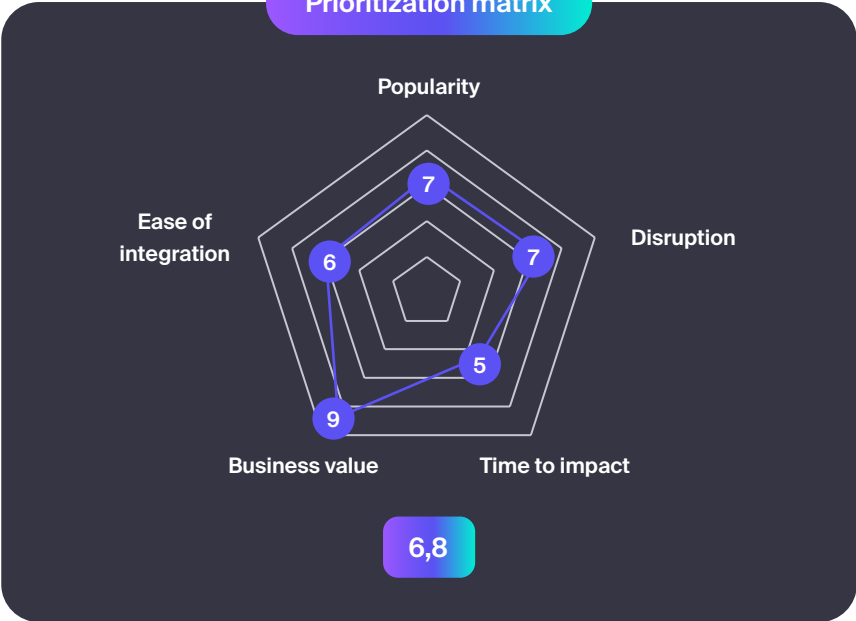 Prioritization matrix
Popularity
7
Ease of
integration
Disruption
7
6
5
9
Business value
Time to impact
6,8